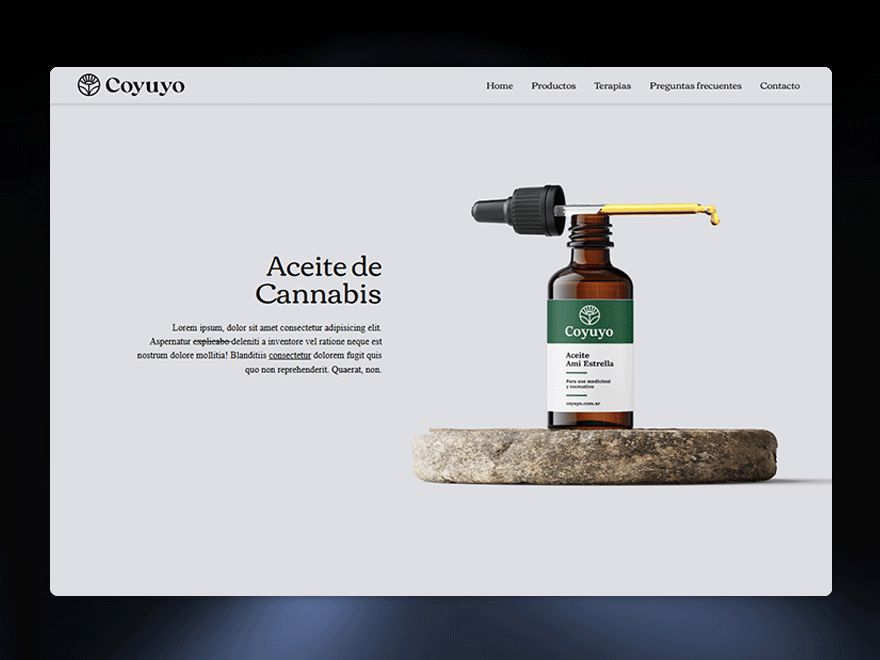 Coyuyo
Home Productos Terapias Preguntas frecuentes Contacto
Aceite de
Cannabis
Lorem ipsum, dolor sit amet consectetur adipisicing elit.
Aspernatur explicabo deleniti a inventore vel ratione neque est
nostrum dolore mollitia! Blanditiis consectetur dolorem fugit quis
quo non reprehenderit. Quaerat, non.
Coyuyo
Aceite
Ami Estrella
Para uso medicinal
y recreativo
coyuyo.com.ar